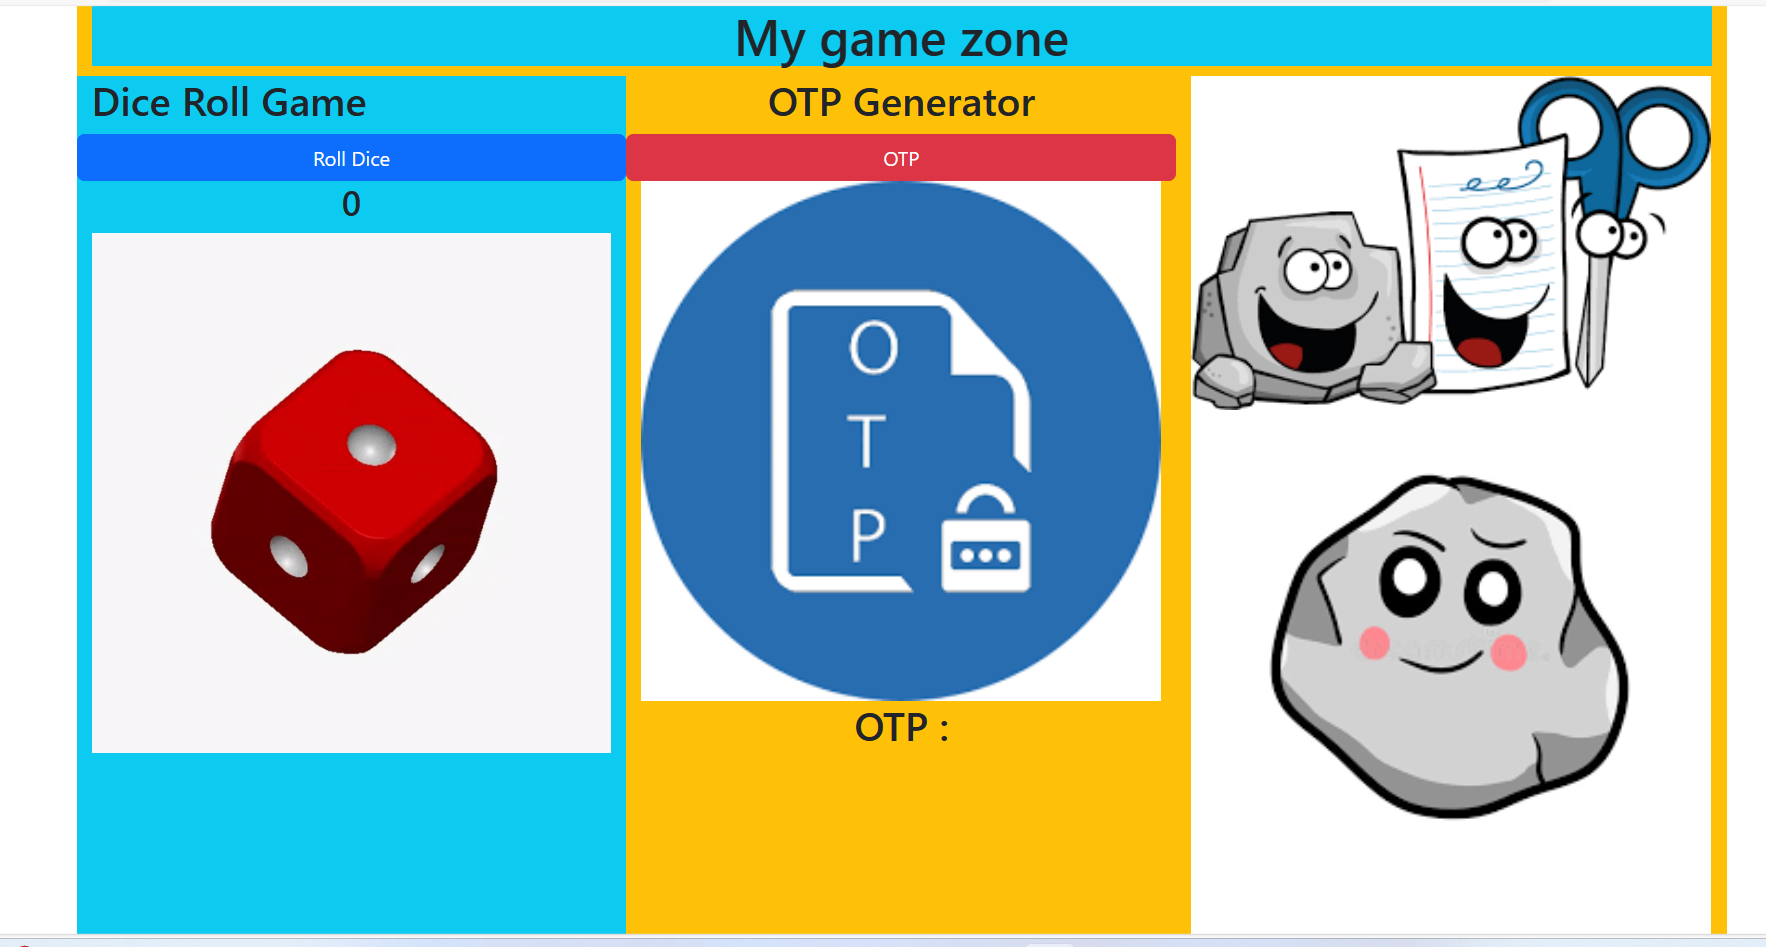 My game zone
Dice Roll Game
Roll Dice
0
OTP Generator
OTP
O
T
P
OTP :